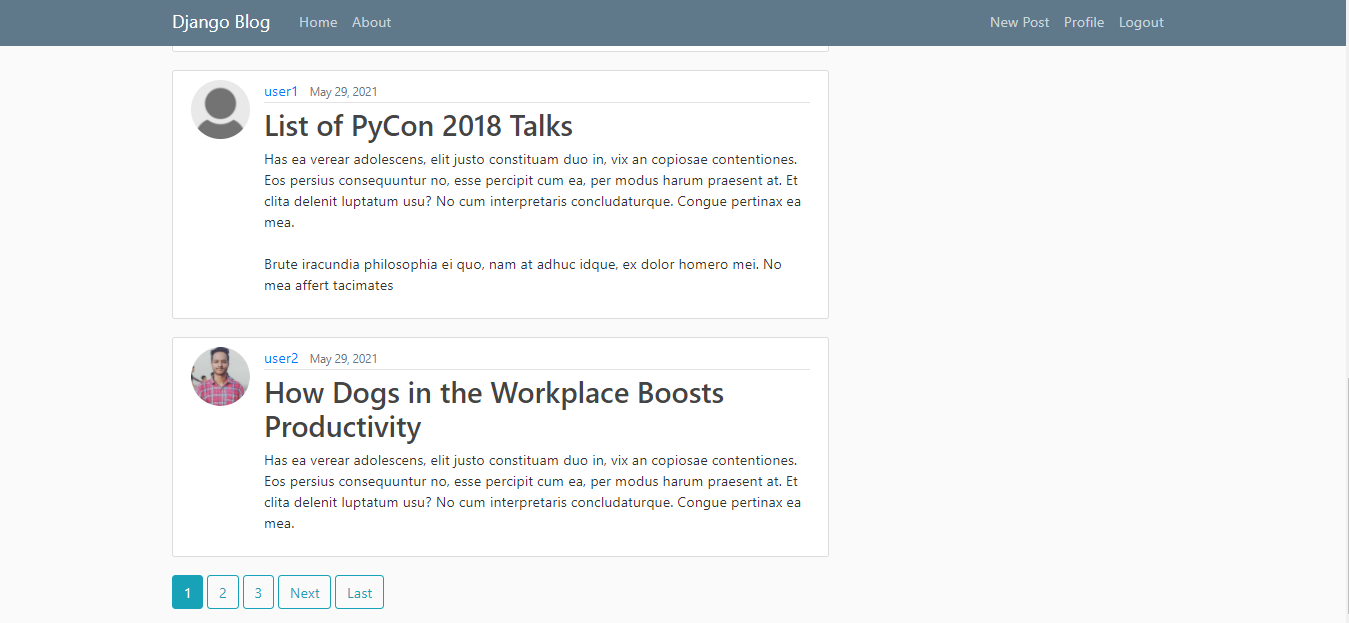 Django Blog Home About New Post Profile Logout
user1 May 29, 2021
List of PyCon 2018 Talks
Has ea verear adolescens, elit justo constituam duo in, vix an copiosae contentiones.
Eos persius consequuntur no, esse percipit cum ea, per modus harum praesent at. Et
clita delenit luptatum usu? No cum interpretaris concludaturque. Congue pertinax ea
mea.
Brute iracundia philosophia ei quo, nam at adhuc idque, ex dolor homero mei. No
mea affert tacimates
user2 May 29, 2021
How Dogs in the Workplace Boosts
Productivity
Has ea verear adolescens, elit justo constituam duo in, vix an copiosae contentiones.
Eos persius consequuntur no, esse percipit cum ea, per modus harum praesent at. Et
clita delenit luptatum usu? No cum interpretaris concludaturque. Congue pertinax ea
mea.
1 2 3 Next Last